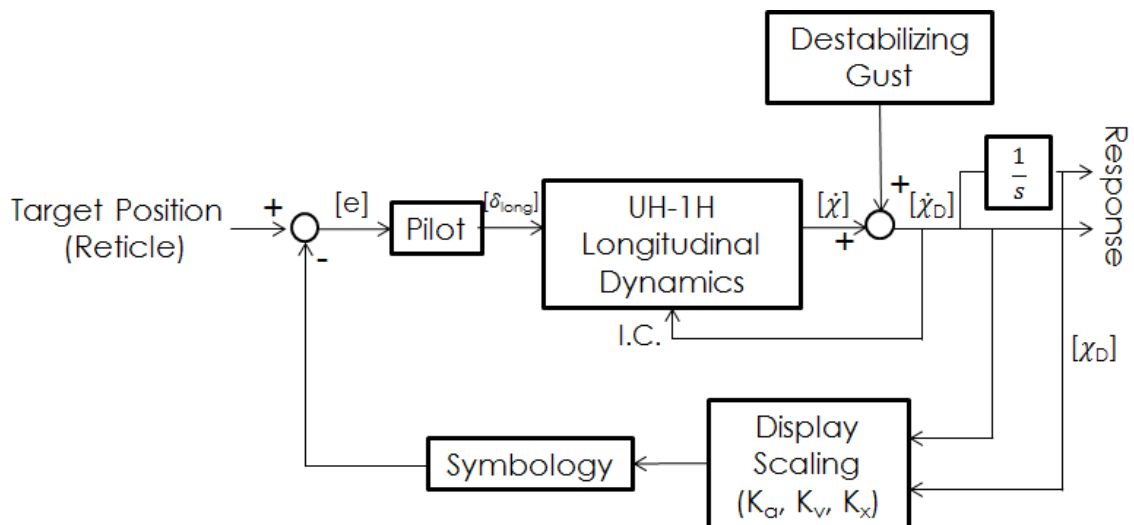 Destabilizing
Gust
Response
Target Position
(Reticle)
+
-
[e]
Pilot
[δlong]
UH-1H
Longitudinal
Dynamics
[χ̇]
+
+
[χ̇D]
1
s
I.C.
[χD]
Display
Scaling
(Ka, Kv, Kx)
Symbology